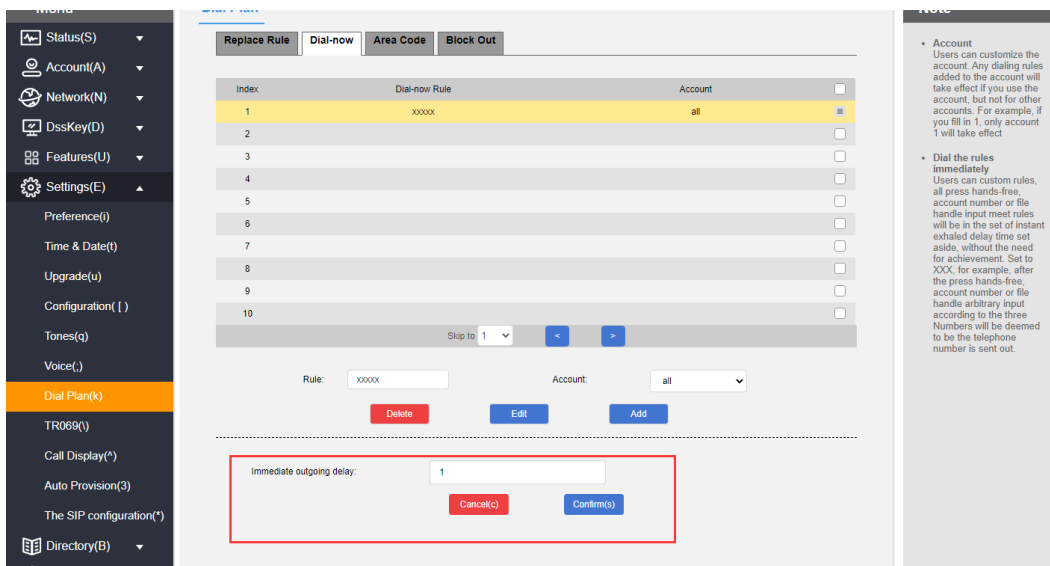 Menu
Dial Plan
Note
Status(S)
Account(A)
Network(N)
DssKey(D)
Features(U)
Settings(E)
Preference(i)
Time & Date(t)
Upgrade(u)
Configuration( [ )
Tones(q)
Voice(;)
Dial Plan(k)
TR069(\)
Call Display(^)
Auto Provision(3)
The SIP configuration(*)
Directory(B)
Replace Rule Dial-now Area Code Block Out
Index Dial-now Rule Account
1 xxxxx all
2
3
4
5
6
7
8
9
10
Skip to 1 < >
Rule: xxxxx Account: all
Delete Edit Add
Immediate outgoing delay: 1
Cancel(c) Confirm(s)
Account
Users can customize the
account. Any dialing rules
added to the account will
take effect if you use the
account, but not for other
accounts. For example, if
you fill in 1, only account
1 will take effect
Dial the rules
immediately
Users can custom rules,
all press hands-free,
account number or file
handle input meet rules
will be in the set of instant
exhaled delay time set
aside, without the need
for achievement. Set to
XXX, for example, after
the press hands-free,
account number or file
handle arbitrary input
according to the three
Numbers will be deemed
to be the telephone
number is sent out.